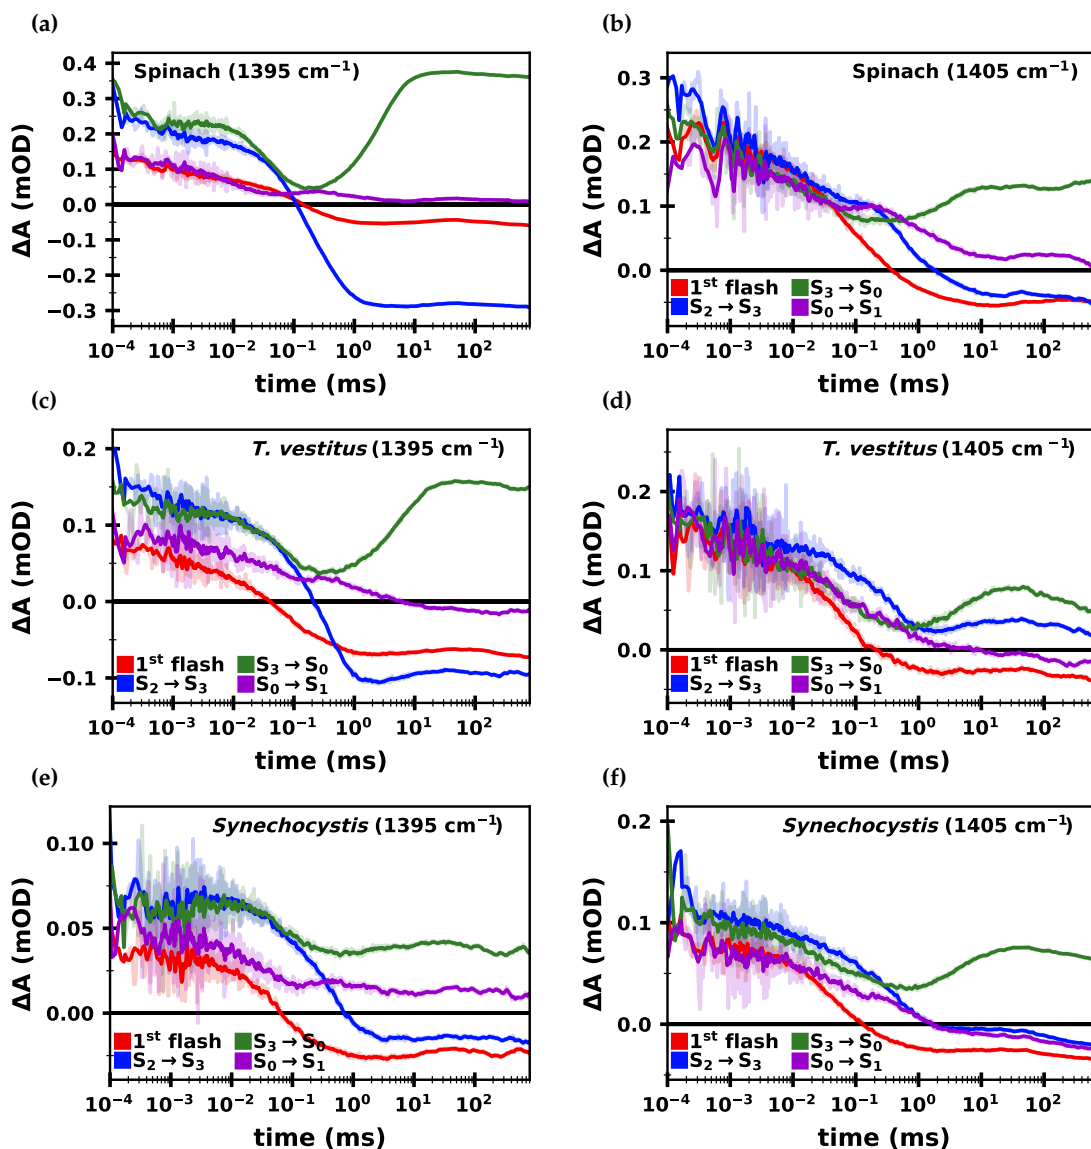 (a)
Spinach (1395 cm⁻¹)
ΔA (mOD)
0.4
0.3
0.2
0.1
0.0
−0.1
−0.2
−0.3
10⁻⁴ 10⁻³ 10⁻² 10⁻¹ 10⁰ 10¹ 10²
time (ms)
(b)
Spinach (1405 cm⁻¹)
ΔA (mOD)
0.3
0.2
0.1
0.0
1ˢᵗ flash S₃ → S₀
S₂ → S₃ S₀ → S₁
10⁻⁴ 10⁻³ 10⁻² 10⁻¹ 10⁰ 10¹ 10²
time (ms)
(c)
T. vestitus (1395 cm⁻¹)
ΔA (mOD)
0.2
0.1
0.0
−0.1
1ˢᵗ flash S₃ → S₀
S₂ → S₃ S₀ → S₁
10⁻⁴ 10⁻³ 10⁻² 10⁻¹ 10⁰ 10¹ 10²
time (ms)
(d)
T. vestitus (1405 cm⁻¹)
ΔA (mOD)
0.2
0.1
0.0
1ˢᵗ flash S₃ → S₀
S₂ → S₃ S₀ → S₁
10⁻⁴ 10⁻³ 10⁻² 10⁻¹ 10⁰ 10¹ 10²
time (ms)
(e)
Synechocystis (1395 cm⁻¹)
ΔA (mOD)
0.10
0.05
0.00
1ˢᵗ flash S₃ → S₀
S₂ → S₃ S₀ → S₁
10⁻⁴ 10⁻³ 10⁻² 10⁻¹ 10⁰ 10¹ 10²
time (ms)
(f)
Synechocystis (1405 cm⁻¹)
ΔA (mOD)
0.2
0.1
0.0
1ˢᵗ flash S₃ → S₀
S₂ → S₃ S₀ → S₁
10⁻⁴ 10⁻³ 10⁻² 10⁻¹ 10⁰ 10¹ 10²
time (ms)